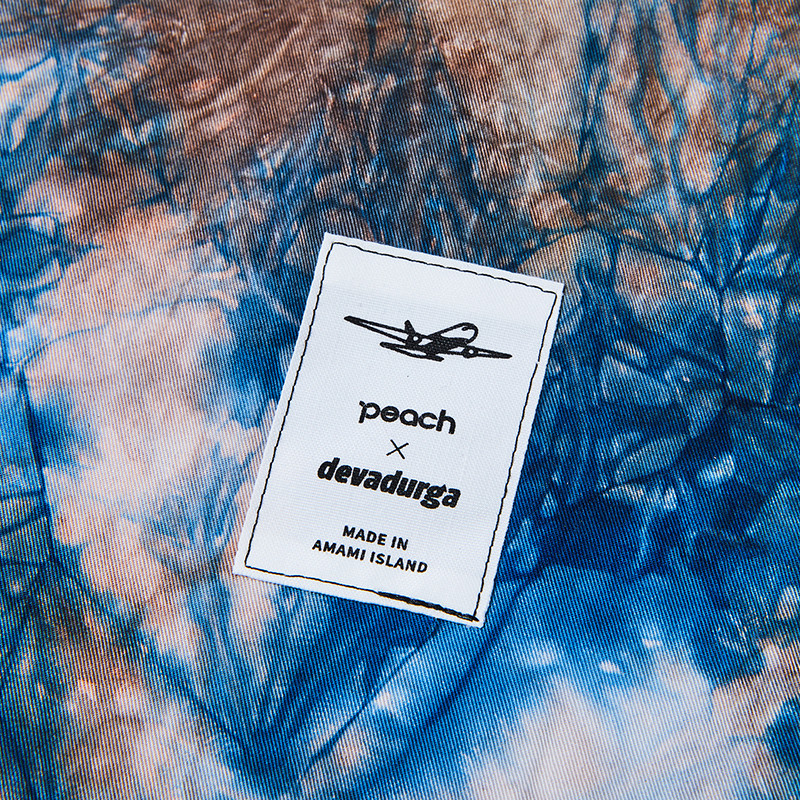 peach
×
devadurga
MADE IN
AMAMI ISLAND